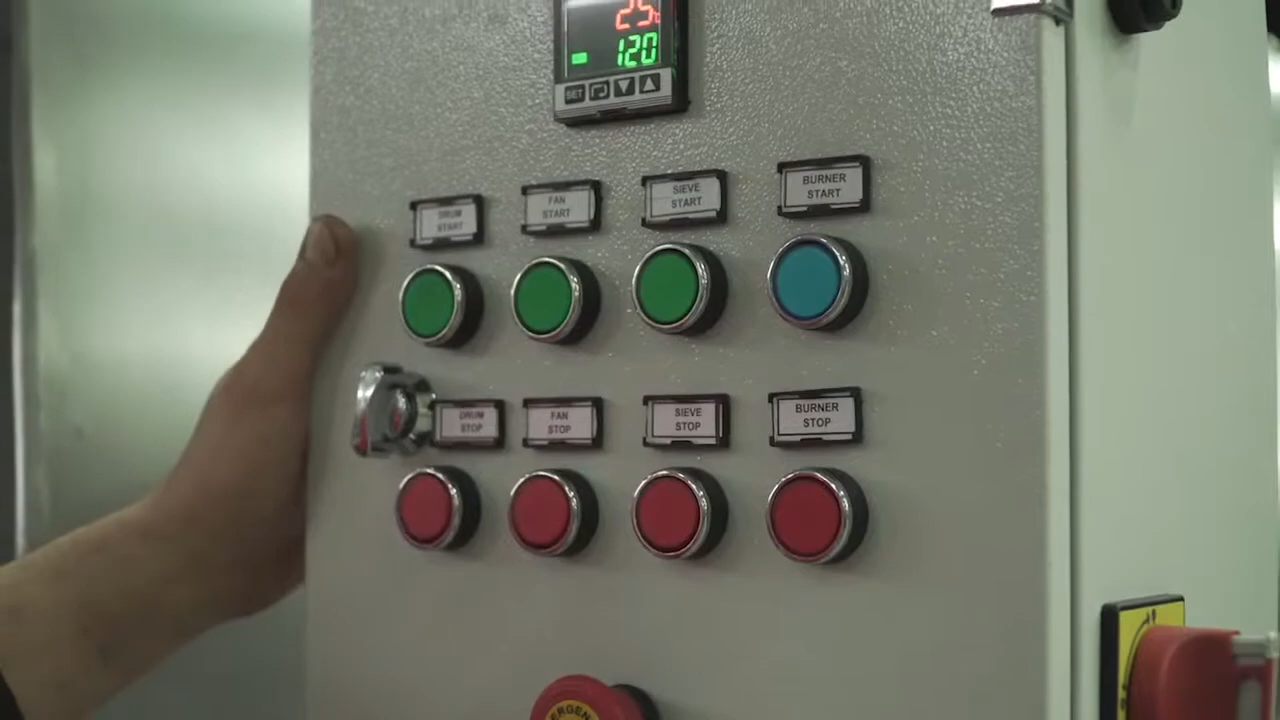 25
120
SET
DRUM
START
FAN
START
SIEVE
START
BURNER
START
DRUM
STOP
FAN
STOP
SIEVE
STOP
BURNER
STOP
ERGEN